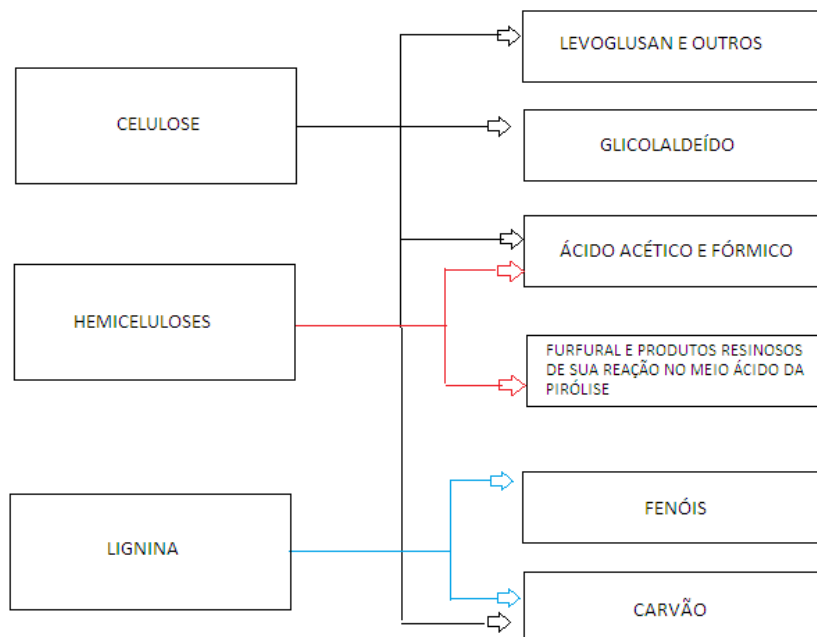 LEVOGLUSAN E OUTROS
CELULOSE
GLICOLALDEÍDO
ÁCIDO ACÉTICO E FÓRMICO
HEMICELULOSES
FURFURAL E PRODUTOS RESINOSOS
DE SUA REAÇÃO NO MEIO ÁCIDO DA
PIRÓLISE
FENÓIS
LIGNINA
CARVÃO